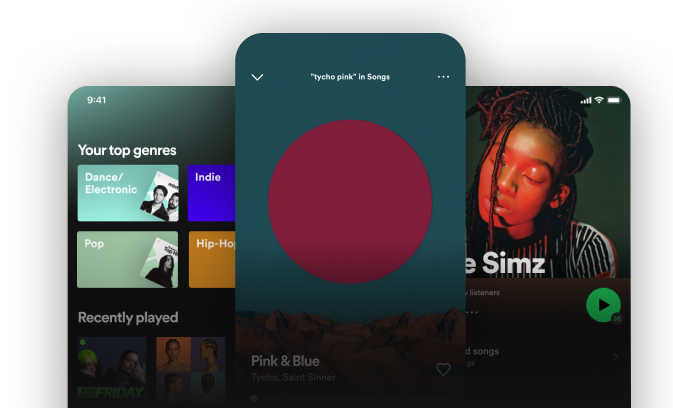 9:41
Your top genres
Dance/
Electronic
Indie
Pop
Hip-Ho
Recently played
FRIDAY
"tycho pink" in Songs
Pink & Blue
Tycho, Saint Sinner
e Simz
y listeners
d songs
gs